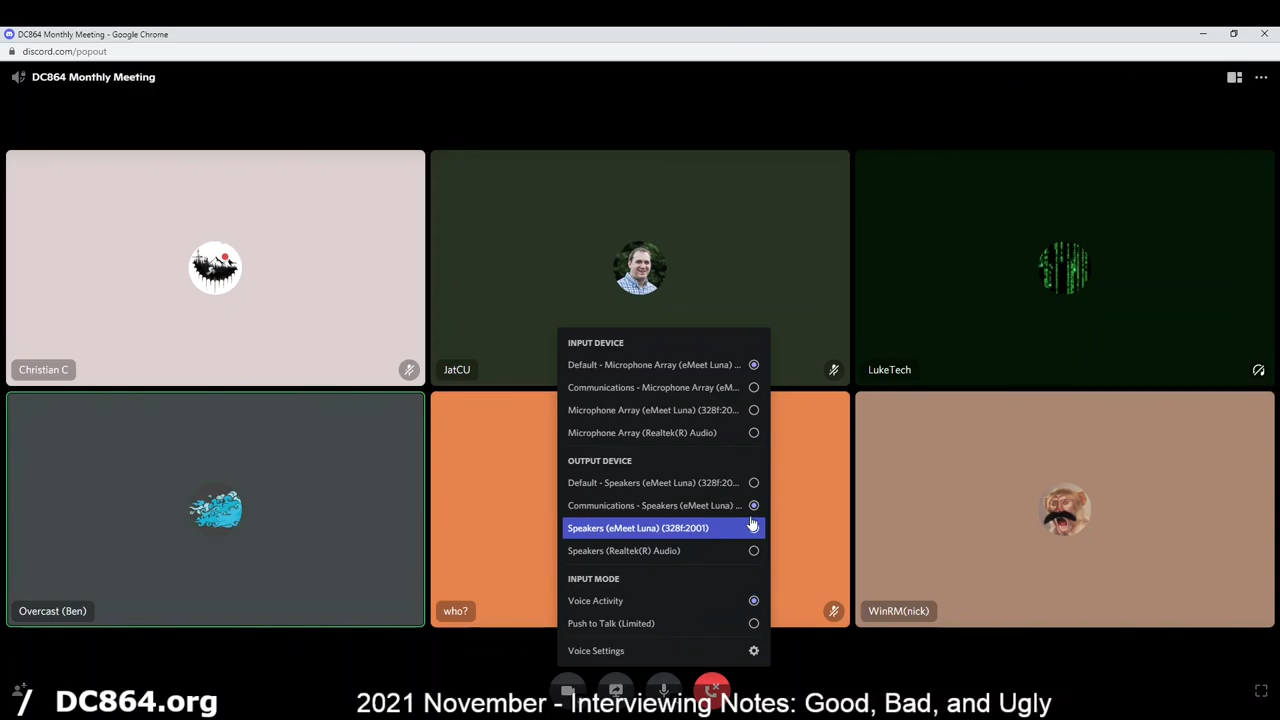 DC864 Monthly Meeting - Google Chrome
discord.com/popout
DC864 Monthly Meeting
Christian C
JatCU
LukeTech
INPUT DEVICE
Default - Microphone Array (eMeet Luna) ...
Communications - Microphone Array (eM...
Microphone Array (eMeet Luna) (328f:20...
Microphone Array (Realtek(R) Audio)
OUTPUT DEVICE
Default - Speakers (eMeet Luna) (328f:20...
Communications - Speakers (eMeet Luna) ...
Speakers (eMeet Luna) (328f:2001)
Speakers (Realtek(R) Audio)
INPUT MODE
Voice Activity
Push to Talk (Limited)
Voice Settings
Overcast (Ben)
who?
WinRM(nick)
/ DC864.org
2021 November - Interviewing Notes: Good, Bad, and Ugly